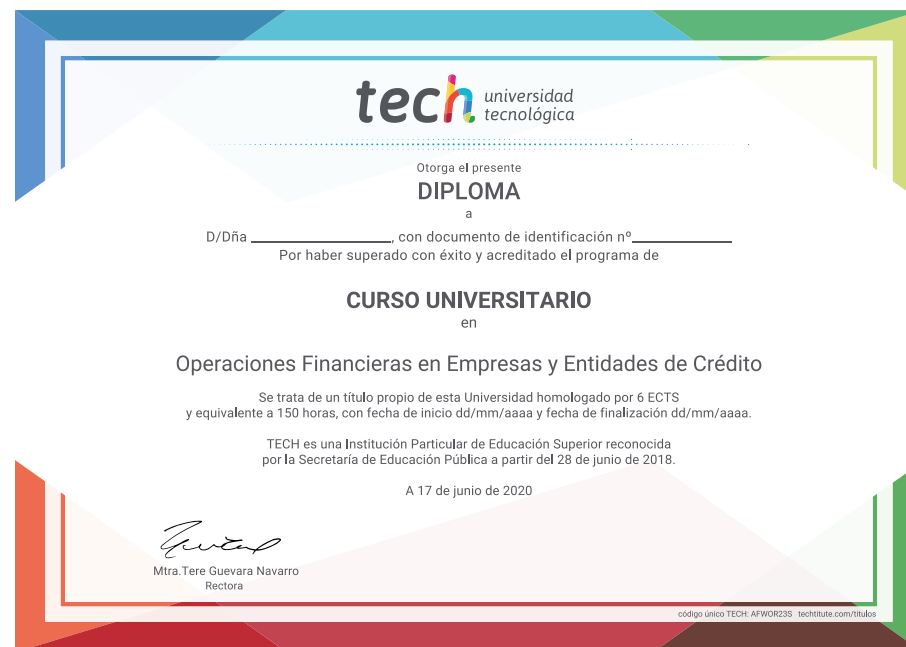 tech universidad
tecnológica
Otorga el presente
DIPLOMA
a
D/Dña ____________________, con documento de identificación nº______________
Por haber superado con éxito y acreditado el programa de
CURSO UNIVERSITARIO
en
Operaciones Financieras en Empresas y Entidades de Crédito
Se trata de un título propio de esta Universidad homologado por 6 ECTS
y equivalente a 150 horas, con fecha de inicio dd/mm/aaaa y fecha de finalización dd/mm/aaaa.
TECH es una Institución Particular de Educación Superior reconocida
por la Secretaría de Educación Pública a partir del 28 de junio de 2018.
A 17 de junio de 2020
Mtra.Tere Guevara Navarro
Rectora
código único TECH: AFWOR23S techtitute.com/titulos